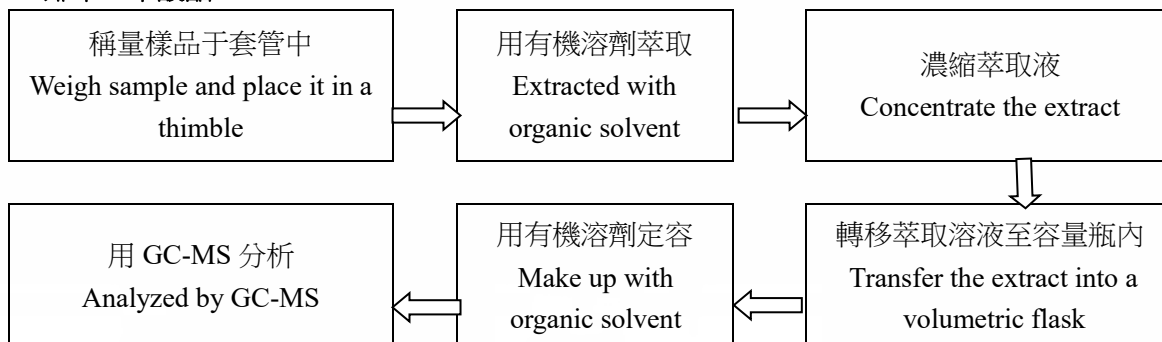 稱量樣品于套管中
Weigh sample and place it in a
thimble
用有機溶劑萃取
Extracted with
organic solvent
濃縮萃取液
Concentrate the extract
轉移萃取溶液至容量瓶內
Transfer the extract into a
volumetric flask
用有機溶劑定容
Make up with
organic solvent
用 GC-MS 分析
Analyzed by GC-MS